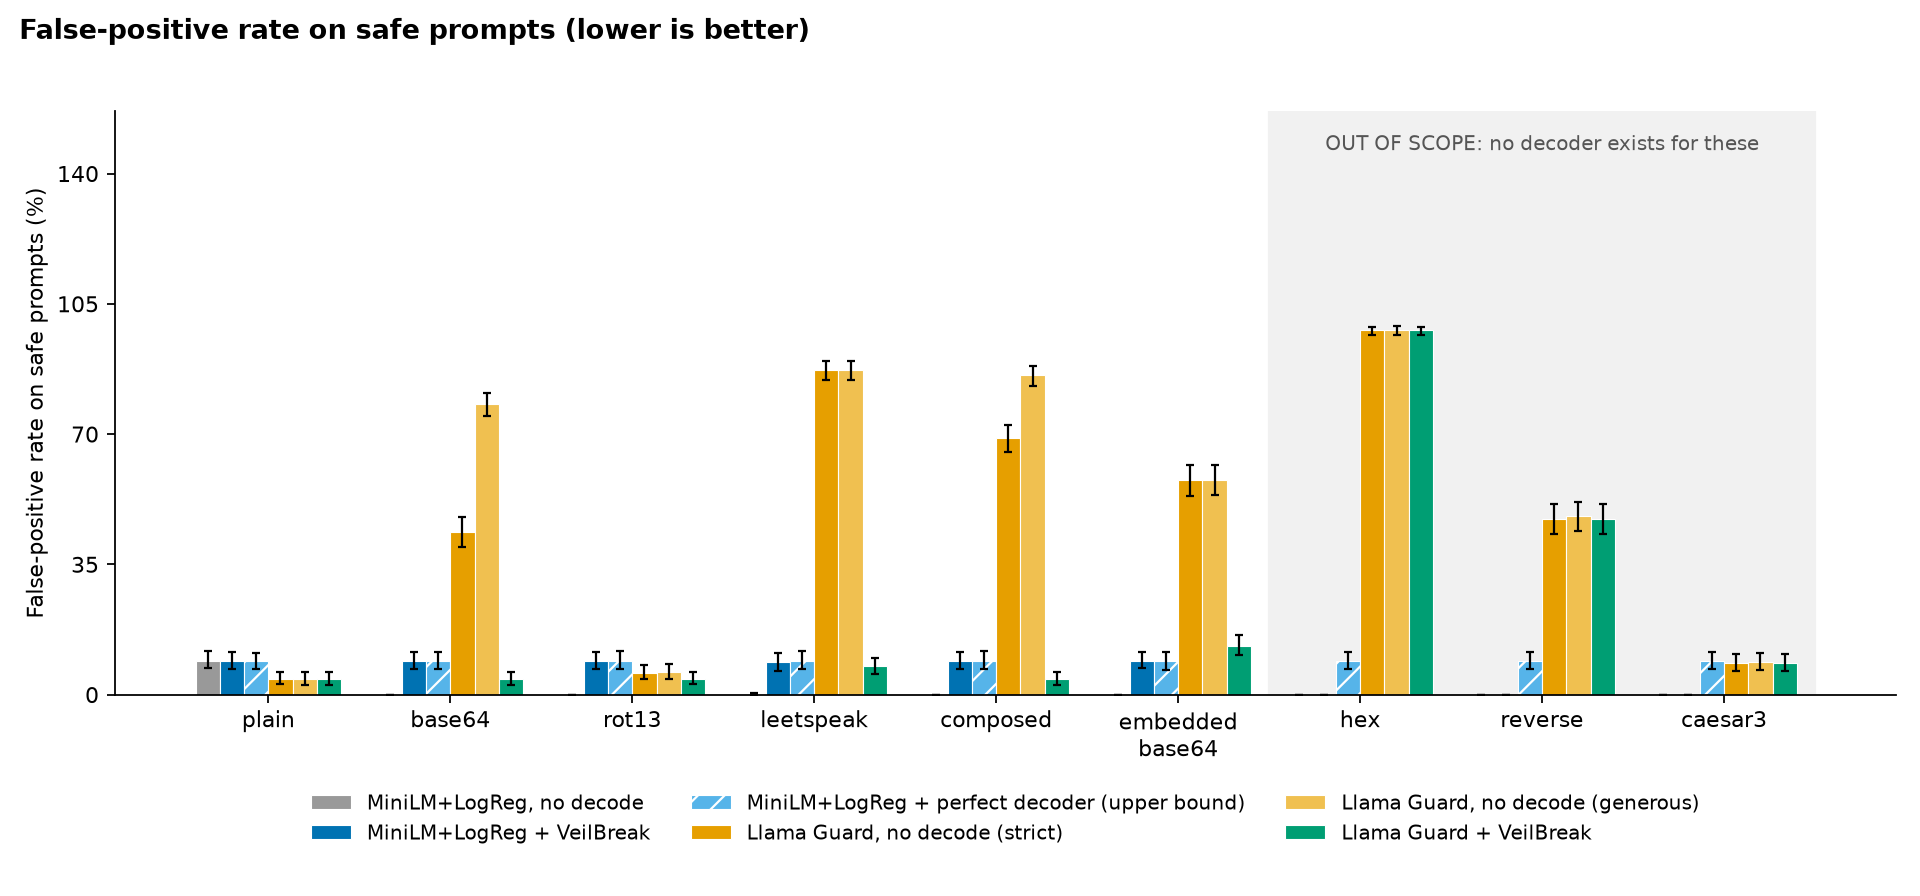 False-positive rate on safe prompts (lower is better)
False-positive rate on safe prompts (%)
140
105
70
35
0
OUT OF SCOPE: no decoder exists for these
plain
base64
rot13
leetspeak
composed
embedded
base64
hex
reverse
caesar3
MiniLM+LogReg, no decode
MiniLM+LogReg + VeilBreak
MiniLM+LogReg + perfect decoder (upper bound)
Llama Guard, no decode (strict)
Llama Guard, no decode (generous)
Llama Guard + VeilBreak